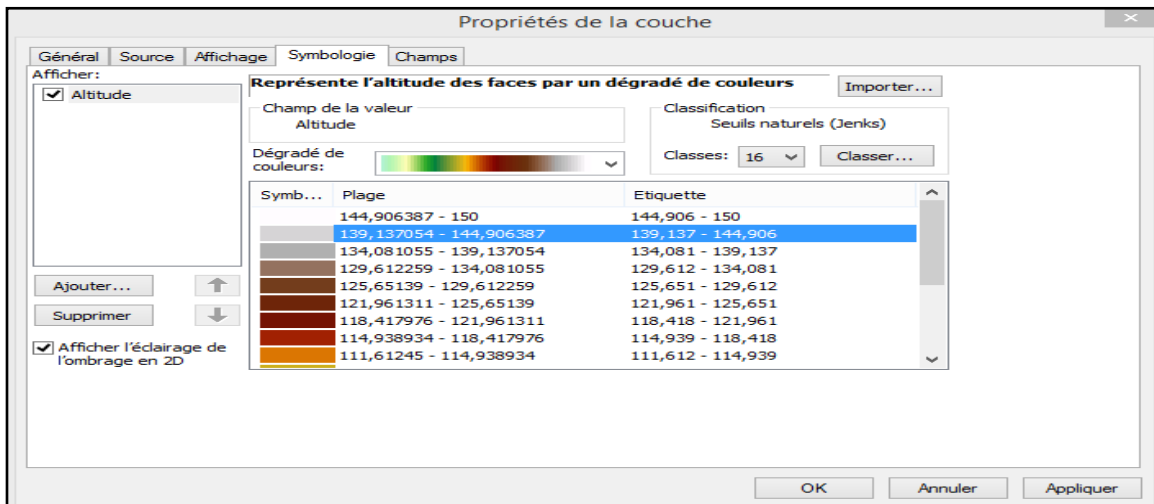 Propriétés de la couche
Général Source Affichage Symbologie Champs
Afficher:
Altitude
Ajouter...
Supprimer
Afficher l'éclairage de
l'ombrage en 2D
Représente l'altitude des faces par un dégradé de couleurs
Importer...
Champ de la valeur
Altitude
Classification
Seuils naturels (Jenks)
Dégradé de
couleurs:
Classes: 16 Classer...
Symb... Plage Etiquette
144,906387 - 150 144,906 - 150
139,137054 - 144,906387 139,137 - 144,906
134,081055 - 139,137054 134,081 - 139,137
129,612259 - 134,081055 129,612 - 134,081
125,65139 - 129,612259 125,651 - 129,612
121,961311 - 125,65139 121,961 - 125,651
118,417976 - 121,961311 118,418 - 121,961
114,938934 - 118,417976 114,939 - 118,418
111,61245 - 114,938934 111,612 - 114,939
OK Annuler Appliquer